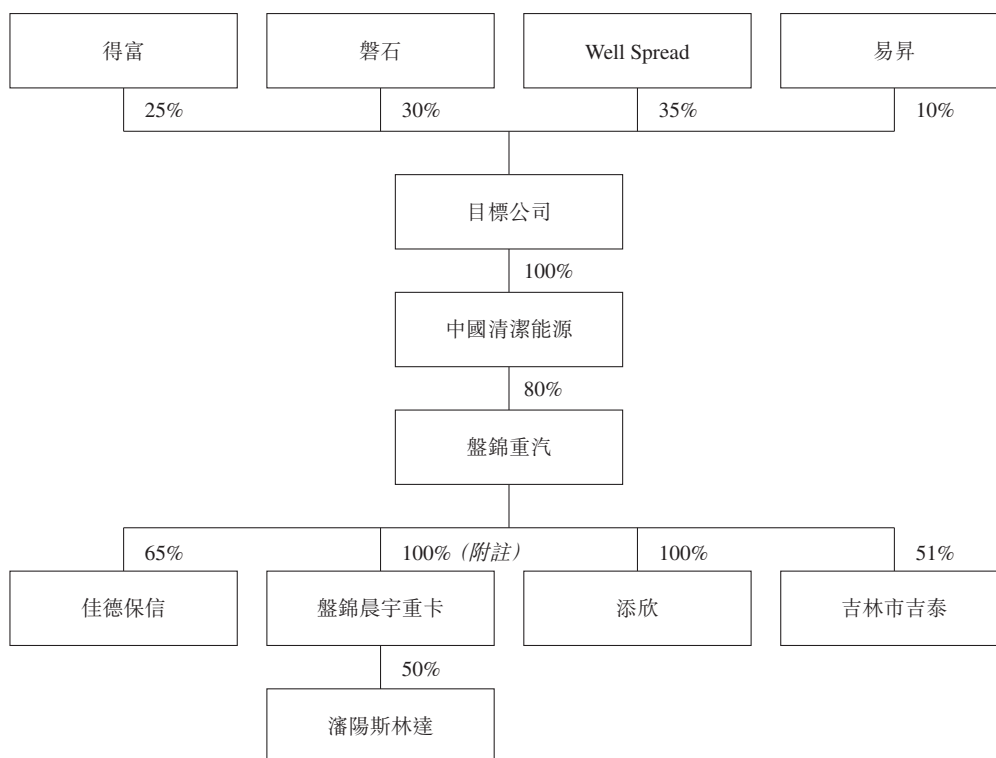 得富
磐石
Well Spread
易昇
25%
30%
35%
10%
目標公司
100%
中國清潔能源
80%
盤錦重汽
65%
100%（附註）
100%
51%
佳德保信
盤錦晨宇重卡
添欣
吉林市吉泰
50%
瀋陽斯林達